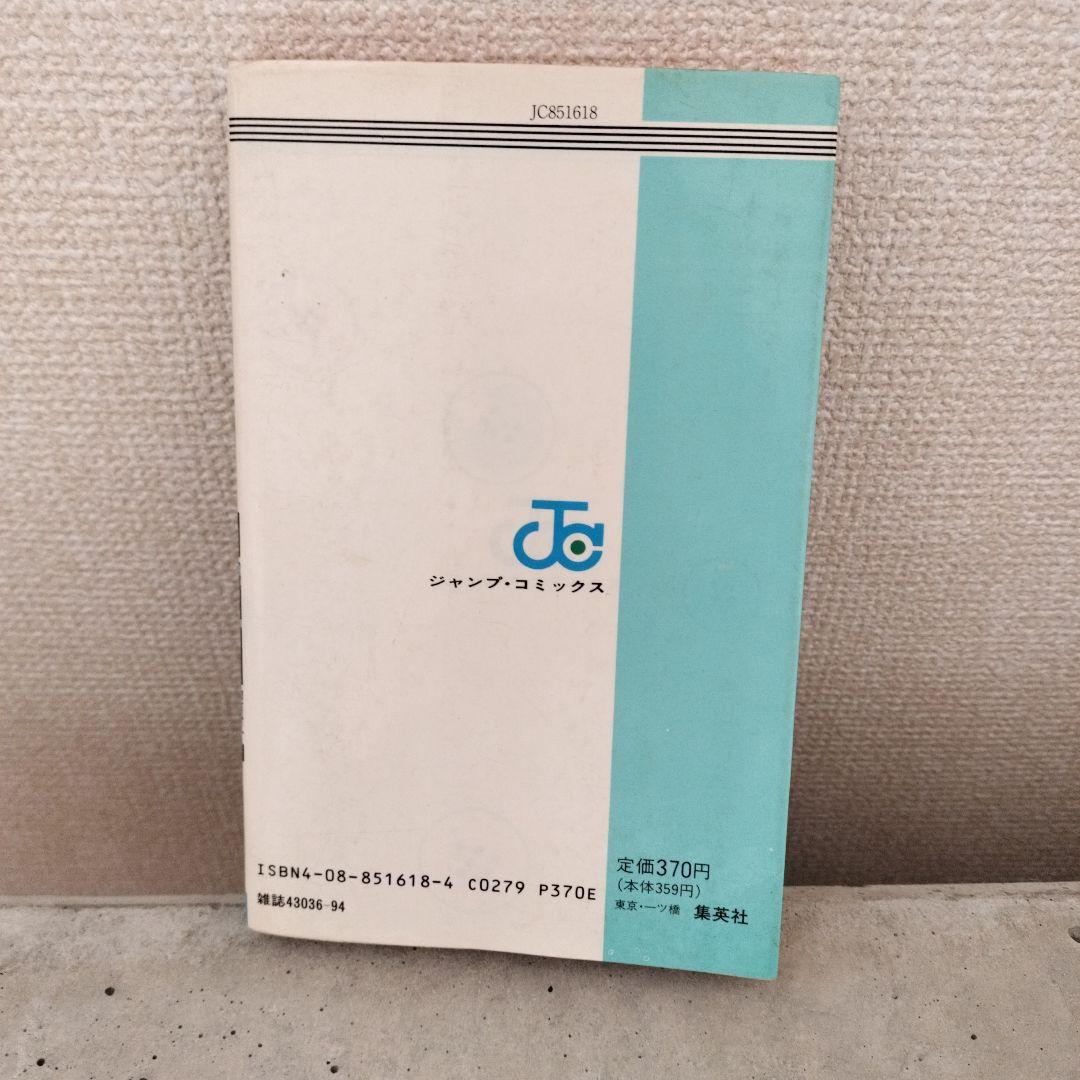 JC851618
JC
ジャンプ・コミックス
ISBN4-08-851618-4 C0279 P370E
雑誌43036-94
定価370円
(本体359円)
東京・一ツ橋 集英社